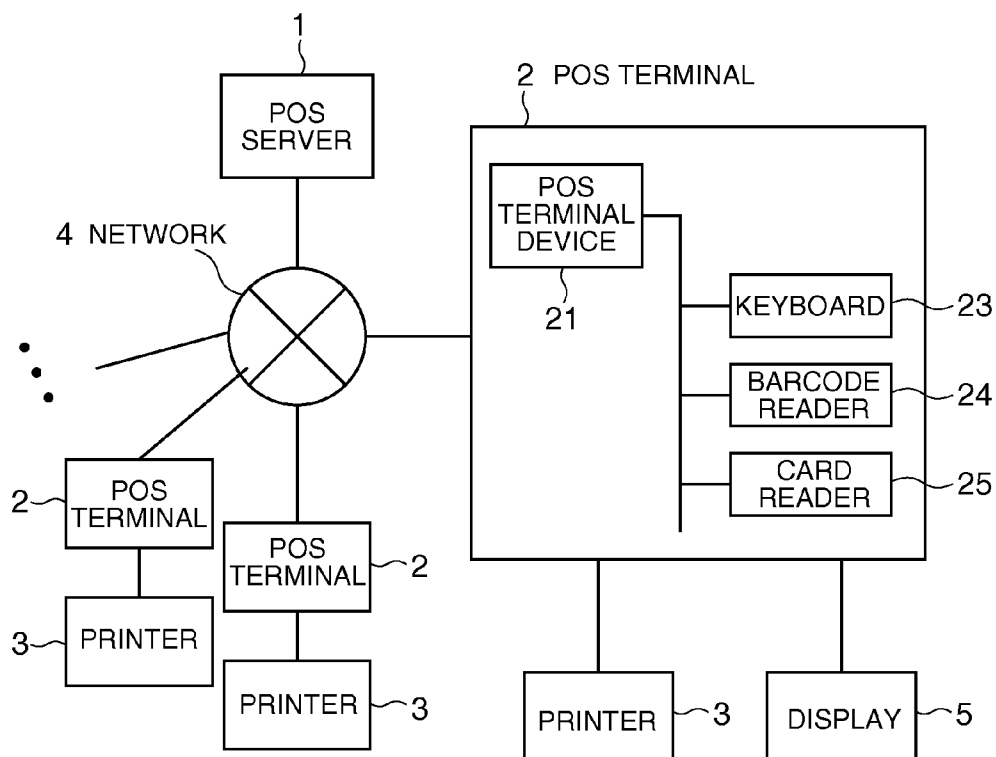 1
POS
SERVER
2 POS TERMINAL
POS
TERMINAL
DEVICE
21
4 NETWORK
KEYBOARD
23
BARCODE
READER
24
CARD
READER
25
2
POS
TERMINAL
POS
TERMINAL
2
3
PRINTER
PRINTER
3
PRINTER
3
DISPLAY
5